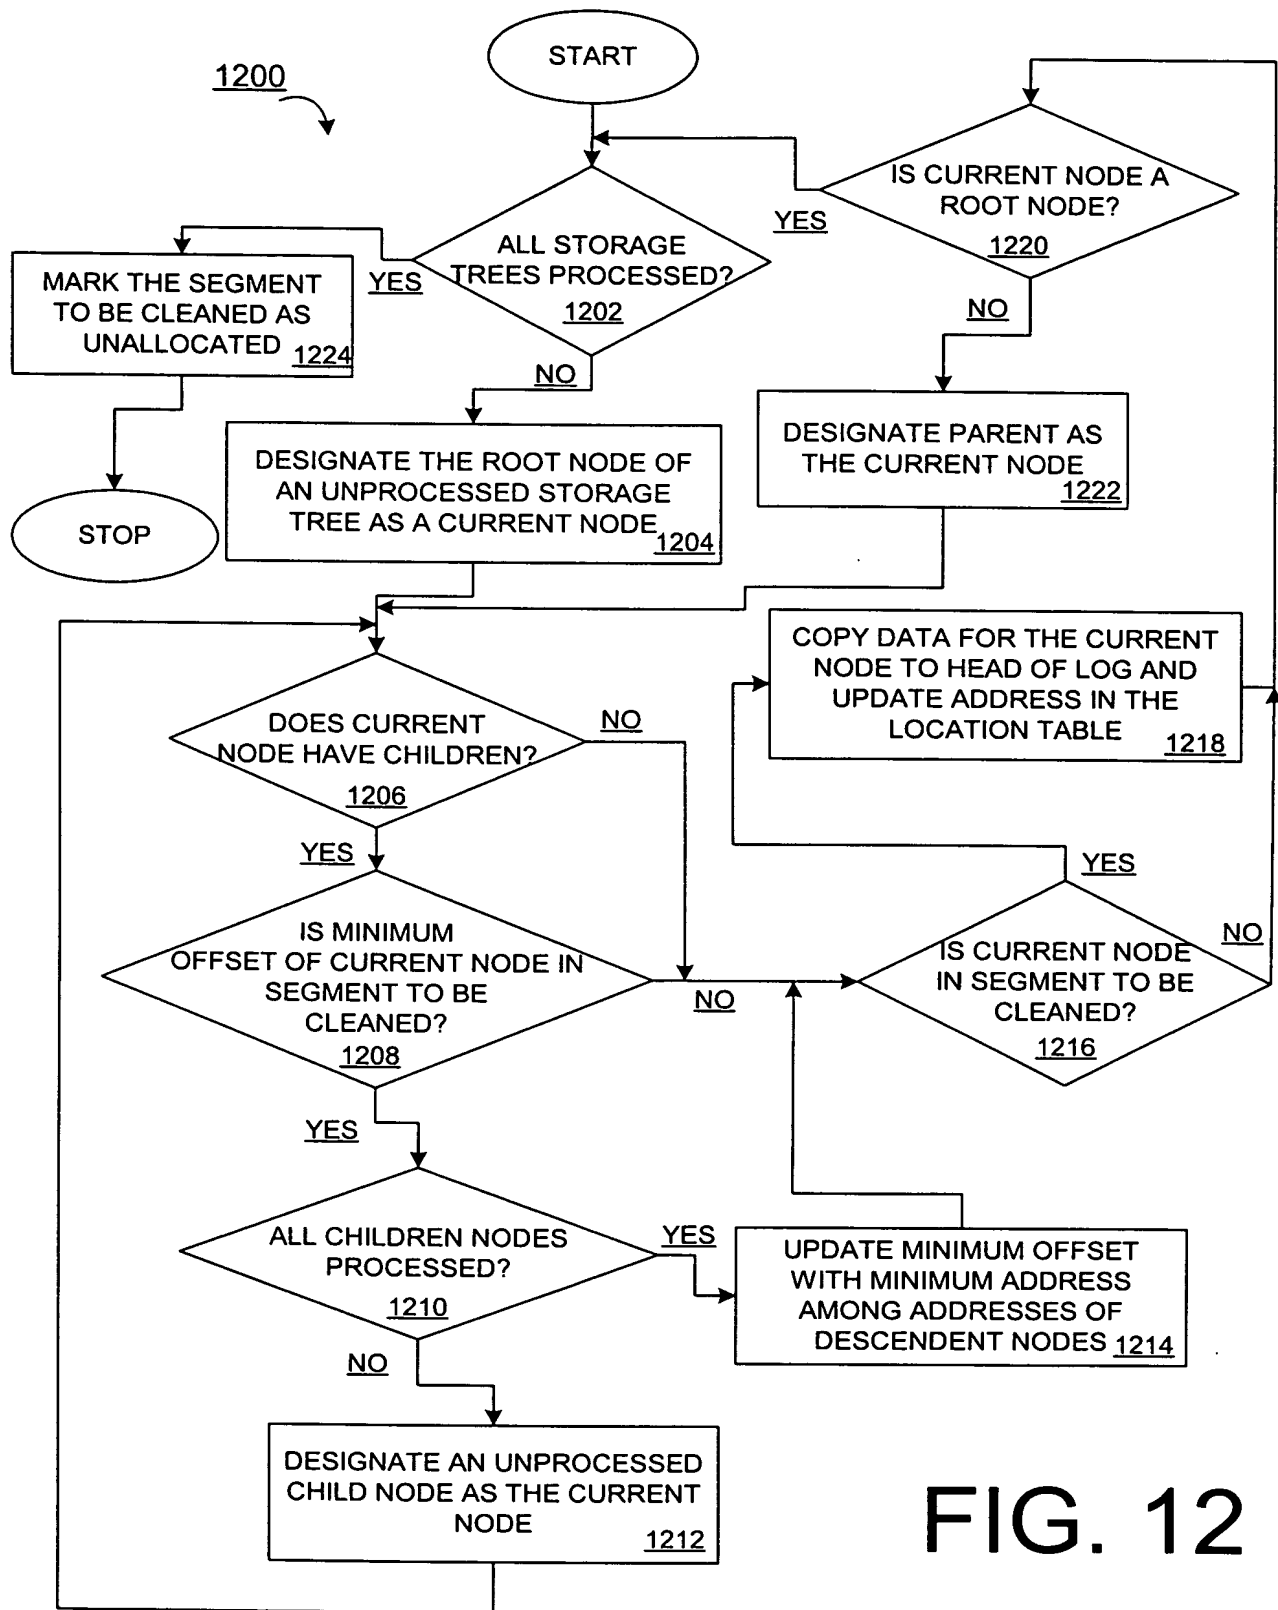 START
1200
IS CURRENT NODE A
ROOT NODE?
1220
YES
NO
ALL STORAGE
TREES PROCESSED?
1202
YES
NO
MARK THE SEGMENT
TO BE CLEANED AS
UNALLOCATED 1224
STOP
DESIGNATE THE ROOT NODE OF
AN UNPROCESSED STORAGE
TREE AS A CURRENT NODE 1204
DESIGNATE PARENT AS
THE CURRENT NODE
1222
COPY DATA FOR THE CURRENT
NODE TO HEAD OF LOG AND
UPDATE ADDRESS IN THE
LOCATION TABLE 1218
DOES CURRENT
NODE HAVE CHILDREN?
1206
NO
YES
IS MINIMUM
OFFSET OF CURRENT NODE IN
SEGMENT TO BE
CLEANED?
1208
NO
YES
IS CURRENT NODE
IN SEGMENT TO BE
CLEANED?
1216
YES
NO
ALL CHILDREN NODES
PROCESSED?
1210
YES
NO
UPDATE MINIMUM OFFSET
WITH MINIMUM ADDRESS
AMONG ADDRESSES OF
DESCENDENT NODES 1214
DESIGNATE AN UNPROCESSED
CHILD NODE AS THE CURRENT
NODE 1212
FIG. 12